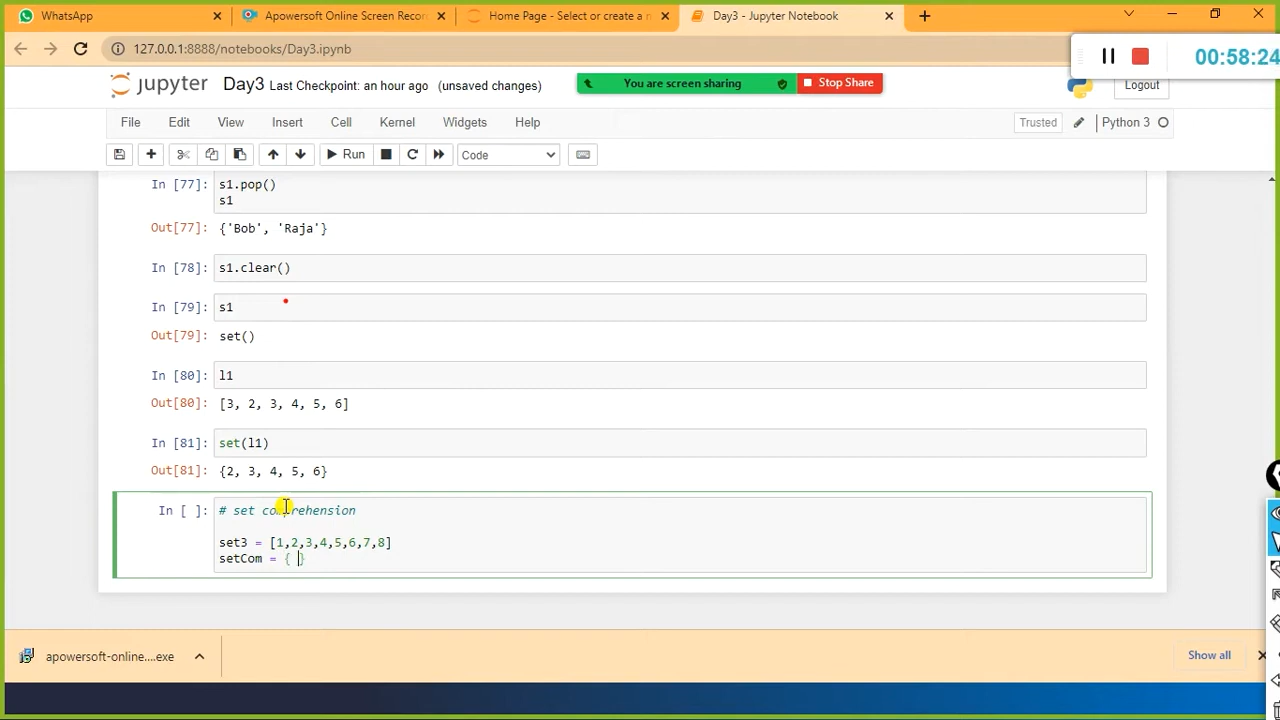 WhatsApp
Apowersoft Online Screen Recor
Home Page - Select or create a n
Day3 - Jupyter Notebook
127.0.0.1:8888/notebooks/Day3.ipynb
00:58:24
jupyter
Day3 Last Checkpoint: an hour ago (unsaved changes)
You are screen sharing
Stop Share
Logout
File Edit View Insert Cell Kernel Widgets Help
Trusted
Python 3
Run
Code
In [77]: s1.pop()
s1
Out[77]: {'Bob', 'Raja'}
In [78]: s1.clear()
In [79]: s1
Out[79]: set()
In [80]: l1
Out[80]: [3, 2, 3, 4, 5, 6]
In [81]: set(l1)
Out[81]: {2, 3, 4, 5, 6}
In [ ]: # set comprehension
set3 = [1,2,3,4,5,6,7,8]
setCom = { }
apowersoft-online....exe
Show all